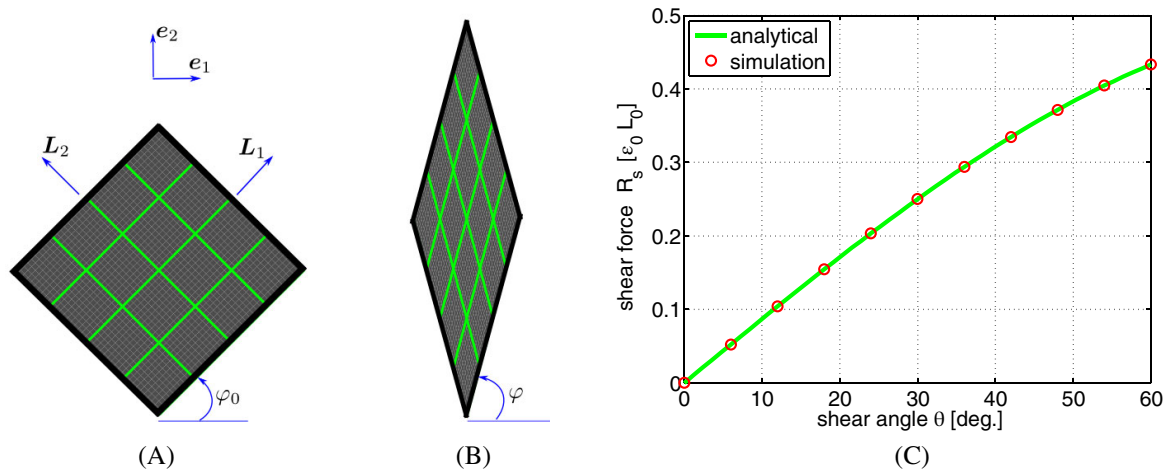 e₂
e₁
L₂
L₁
φ₀
(A)
φ
(B)
analytical
simulation
shear force R_s [ε₀ L₀]
0.5
0.4
0.3
0.2
0.1
0
0 10 20 30 40 50 60
shear angle θ [deg.]
(C)